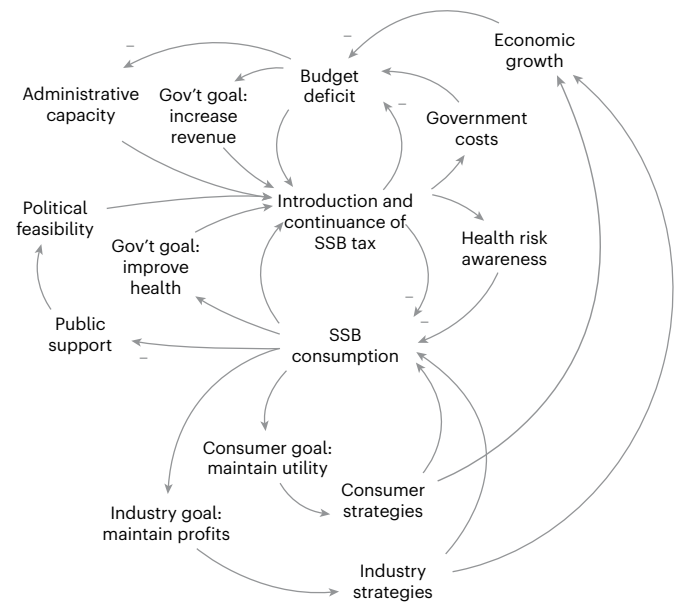 –
–
Economic
growth
Budget
deficit
Administrative
capacity
Gov't goal:
increase
revenue
–
Government
costs
Introduction and
continuance of
SSB tax
Political
feasibility
Gov't goal:
improve
health
Health risk
awareness
–
–
Public
support
–
SSB
consumption
Consumer goal:
maintain utility
Consumer
strategies
Industry goal:
maintain profits
Industry
strategies